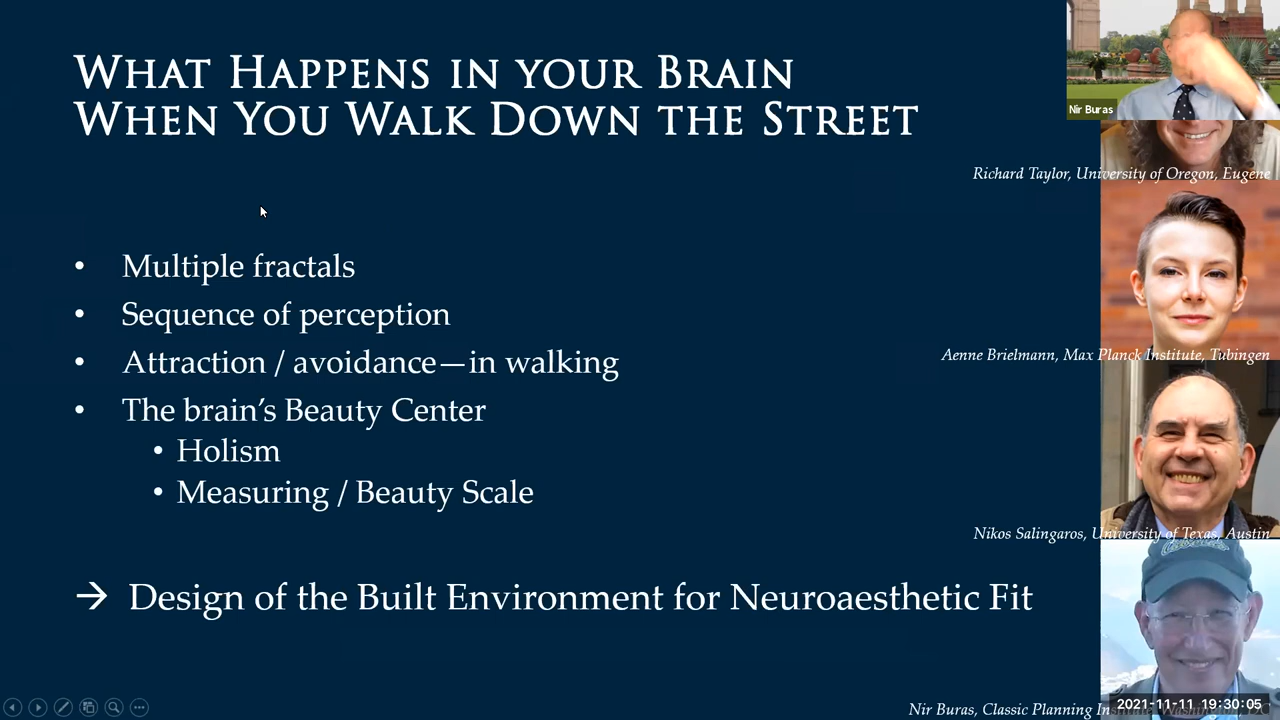 What Happens in your Brain
When You Walk Down the Street
Nir Buras
Richard Taylor, University of Oregon, Eugene
• Multiple fractals
• Sequence of perception
• Attraction / avoidance—in walking
Aenne Brielmann, Max Planck Institute, Tubingen
• The brain's Beauty Center
• Holism
• Measuring / Beauty Scale
Nikos Salingaros, University of Texas, Austin
→ Design of the Built Environment for Neuroaesthetic Fit
Nir Buras, Classic Planning
2021-11-11 19:30:05